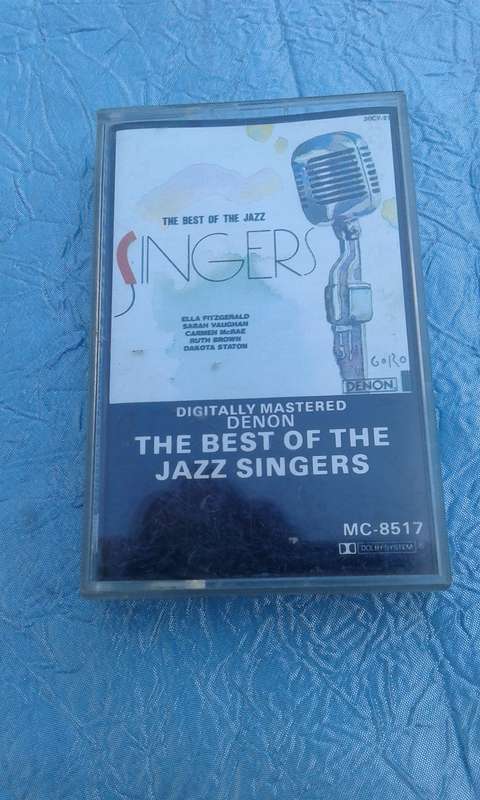 THE BEST OF THE JAZZ
SINGERS
ELLA FITZGERALD
SARAH VAUGHAN
CARMEN McRAE
RUTH BROWN
DAKOTA STATON
GORO
DENON
DIGITALLY MASTERED
DENON
THE BEST OF THE
JAZZ SINGERS
MC-8517
DOLBY SYSTEM